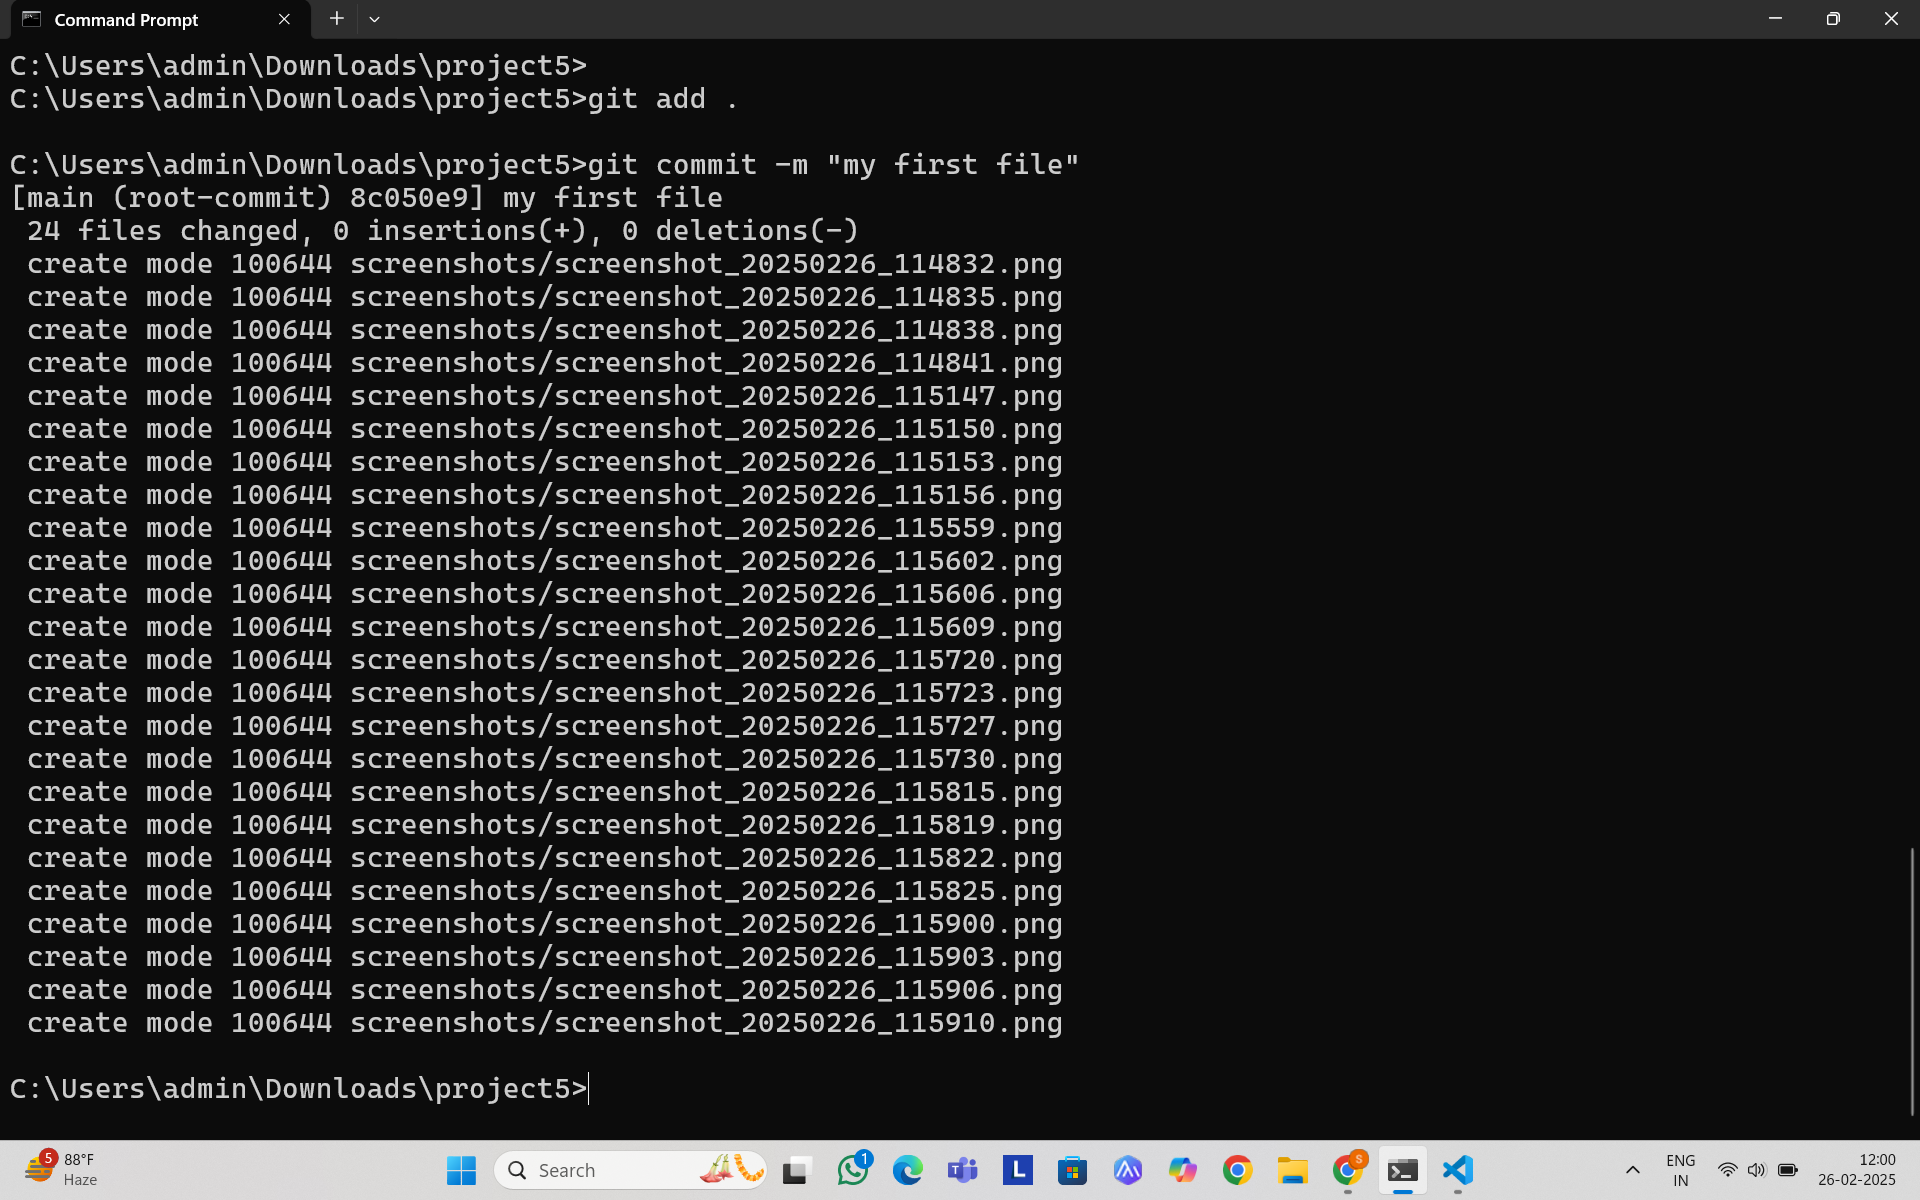 Command Prompt
C:\Users\admin\Downloads\project5>
C:\Users\admin\Downloads\project5>git add .
C:\Users\admin\Downloads\project5>git commit -m "my first file"
[main (root-commit) 8c050e9] my first file
 24 files changed, 0 insertions(+), 0 deletions(-)
 create mode 100644 screenshots/screenshot_20250226_114832.png
 create mode 100644 screenshots/screenshot_20250226_114835.png
 create mode 100644 screenshots/screenshot_20250226_114838.png
 create mode 100644 screenshots/screenshot_20250226_114841.png
 create mode 100644 screenshots/screenshot_20250226_115147.png
 create mode 100644 screenshots/screenshot_20250226_115150.png
 create mode 100644 screenshots/screenshot_20250226_115153.png
 create mode 100644 screenshots/screenshot_20250226_115156.png
 create mode 100644 screenshots/screenshot_20250226_115559.png
 create mode 100644 screenshots/screenshot_20250226_115602.png
 create mode 100644 screenshots/screenshot_20250226_115606.png
 create mode 100644 screenshots/screenshot_20250226_115609.png
 create mode 100644 screenshots/screenshot_20250226_115720.png
 create mode 100644 screenshots/screenshot_20250226_115723.png
 create mode 100644 screenshots/screenshot_20250226_115727.png
 create mode 100644 screenshots/screenshot_20250226_115730.png
 create mode 100644 screenshots/screenshot_20250226_115815.png
 create mode 100644 screenshots/screenshot_20250226_115819.png
 create mode 100644 screenshots/screenshot_20250226_115822.png
 create mode 100644 screenshots/screenshot_20250226_115825.png
 create mode 100644 screenshots/screenshot_20250226_115900.png
 create mode 100644 screenshots/screenshot_20250226_115903.png
 create mode 100644 screenshots/screenshot_20250226_115906.png
 create mode 100644 screenshots/screenshot_20250226_115910.png
C:\Users\admin\Downloads\project5>
5
88°F
Haze
Search
1
T
L
S
ENG
IN
12:00
26-02-2025